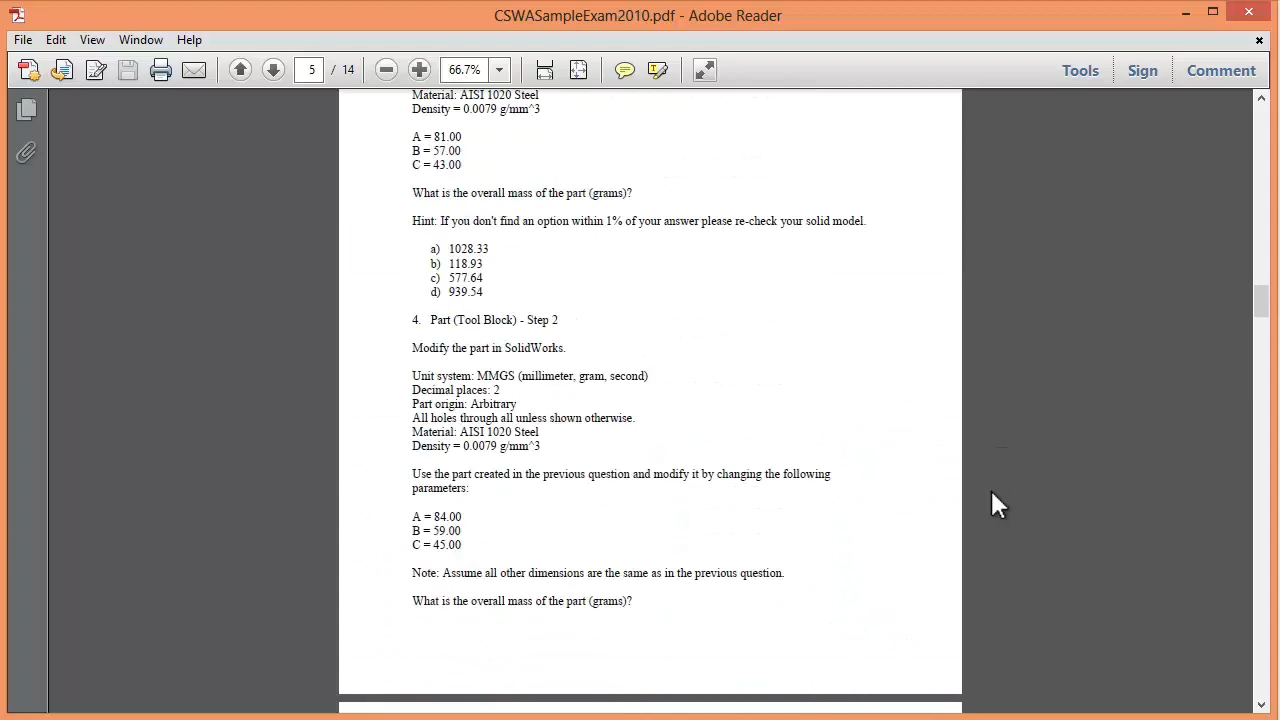 CSWASampleExam2010.pdf - Adobe Reader
File Edit View Window Help
5 / 14 66.7% Tools Sign Comment
Material: AISI 1020 Steel
Density = 0.0079 g/mm^3
A = 81.00
B = 57.00
C = 43.00
What is the overall mass of the part (grams)?
Hint: If you don't find an option within 1% of your answer please re-check your solid model.
a) 1028.33
b) 118.93
c) 577.64
d) 939.54
4. Part (Tool Block) - Step 2
Modify the part in SolidWorks.
Unit system: MMGS (millimeter, gram, second)
Decimal places: 2
Part origin: Arbitrary
All holes through all unless shown otherwise.
Material: AISI 1020 Steel
Density = 0.0079 g/mm^3
Use the part created in the previous question and modify it by changing the following
parameters:
A = 84.00
B = 59.00
C = 45.00
Note: Assume all other dimensions are the same as in the previous question.
What is the overall mass of the part (grams)?